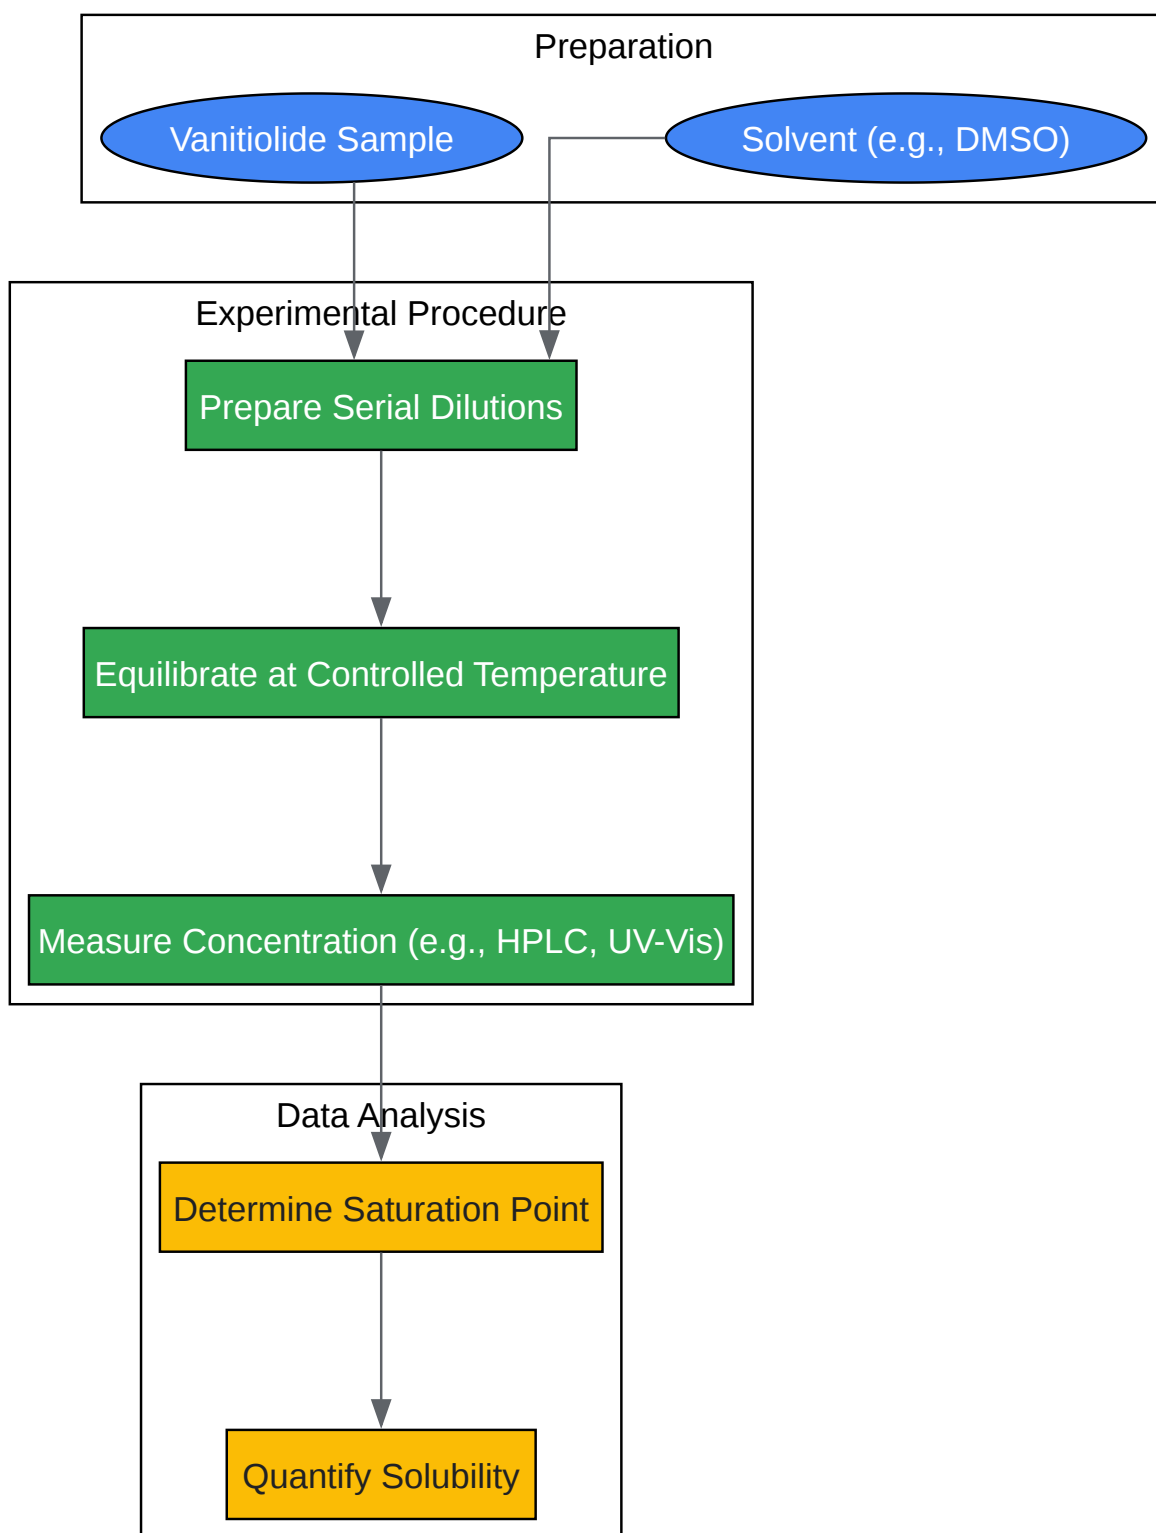 Preparation
Vanitiolide Sample
Solvent (e.g., DMSO)
Experimental Procedure
Prepare Serial Dilutions
Equilibrate at Controlled Temperature
Measure Concentration (e.g., HPLC, UV-Vis)
Data Analysis
Determine Saturation Point
Quantify Solubility